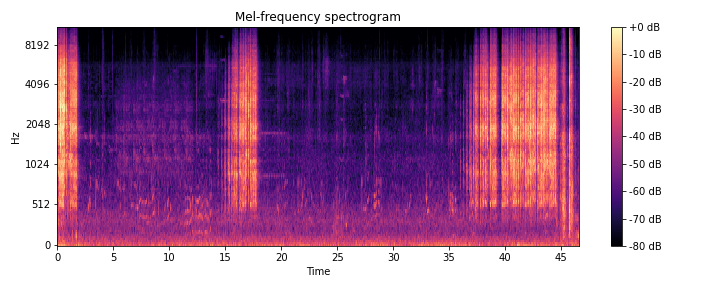 Mel-frequency spectrogram
Hz
8192
4096
2048
1024
512
0
0 5 10 15 20 25 30 35 40 45
Time
+0 dB
-10 dB
-20 dB
-30 dB
-40 dB
-50 dB
-60 dB
-70 dB
-80 dB